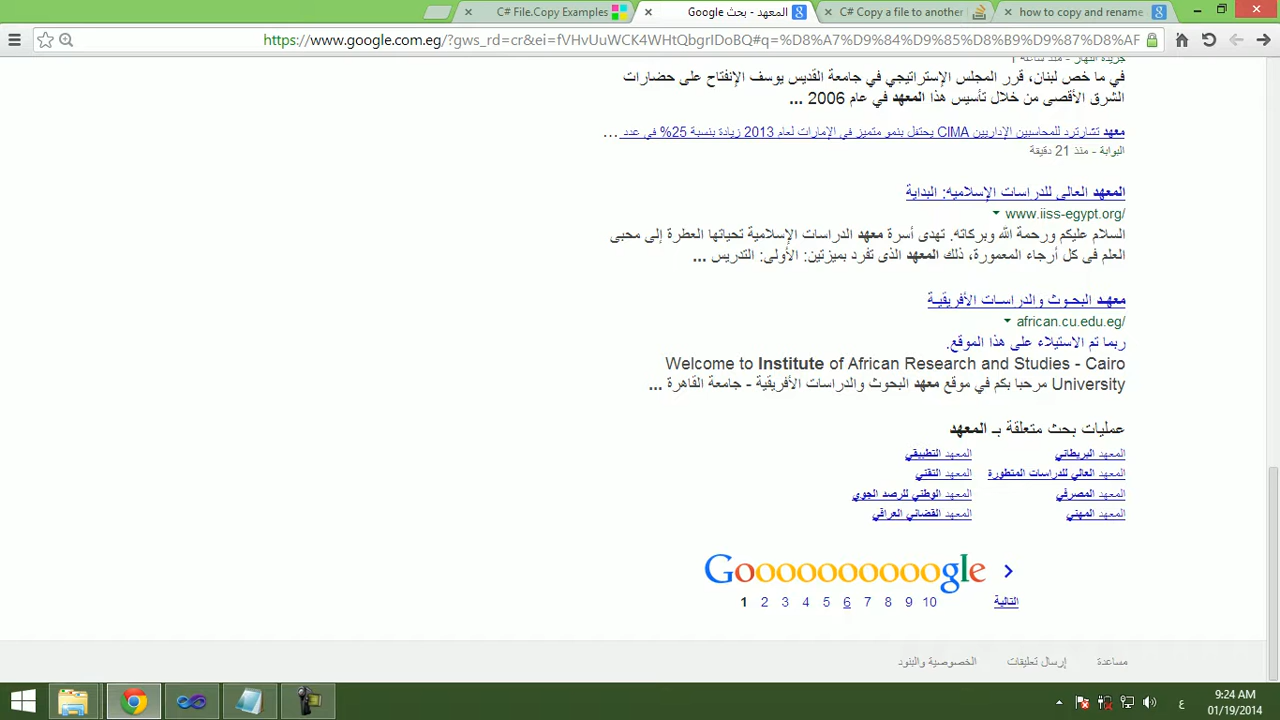 C# File.Copy Examples
المعهد - بحث Google
C# Copy a file to another
how to copy and rename
https://www.google.com.eg/?gws_rd=cr&ei=fVHvUuWCK4WHtQbgrIDoBQ#q=%D8%A7%D9%84%D9%85%D8%B9%D9%87%D8%AF
جريدة النهار - منذ ساعة
في ما خص لبنان، قرر المجلس الإستراتيجي في جامعة القديس يوسف الإنفتاح على حضارات
الشرق الأقصى من خلال تأسيس هذا المعهد في عام 2006 ...
معهد تشارترد للمحاسبين الإداريين CIMA يحتفل بنمو متميز في الإمارات لعام 2013 زيادة بنسبة 25% في عدد ...
البوابة - منذ 21 دقيقة
المعهد العالى للدراسات الإسلاميه: البداية
www.iiss-egypt.org/
السلام عليكم ورحمة الله وبركاته. تهدى أسرة معهد الدراسات الإسلامية تحياتها العطرة إلى محبى
العلم فى كل أرجاء المعمورة، ذلك المعهد الذى تفرد بميزتين: الأولى: التدريس ...
معهـد البحـوث والدراسـات الأفريقيـة
african.cu.edu.eg/
ربما تم الاستيلاء على هذا الموقع.
Welcome to Institute of African Research and Studies - Cairo
University مرحبا بكم في موقع معهد البحوث والدراسات الأفريقية - جامعة القاهرة ...
عمليات بحث متعلقة بـ المعهد
المعهد البريطاني المعهد التطبيقي
المعهد العالي للدراسات المتطورة المعهد التقني
المعهد المصرفي المعهد الوطني للرصد الجوي
المعهد المهني المعهد القضائي العراقي
Goooooooooogle
1 2 3 4 5 6 7 8 9 10 التالية
مساعدة إرسال تعليقات الخصوصية والبنود
ع
9:24 AM
01/19/2014